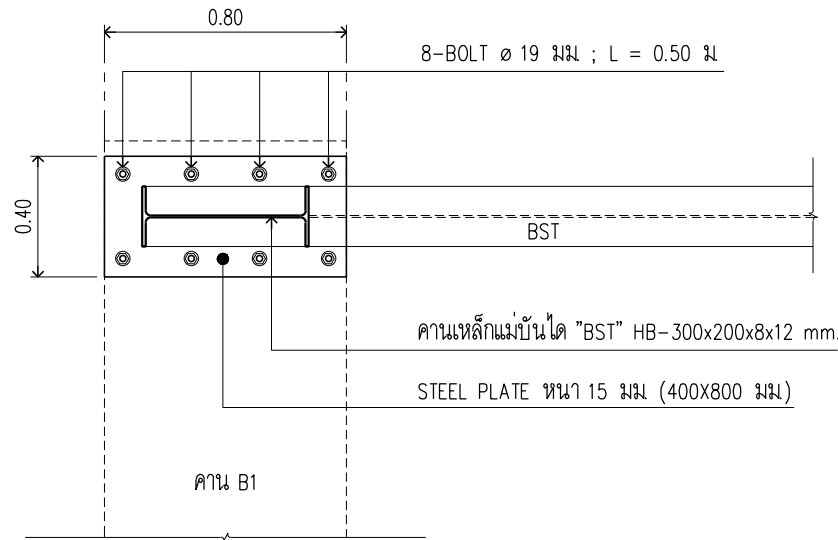 0.80
8-BOLT ø 19 มม. ; L = 0.50 ม.
0.40
BST
คานเหล็กแม่บันได "BST" HB-300x200x8x12 mm.
STEEL PLATE หนา 15 มม. (400X800 มม.)
คาน B1